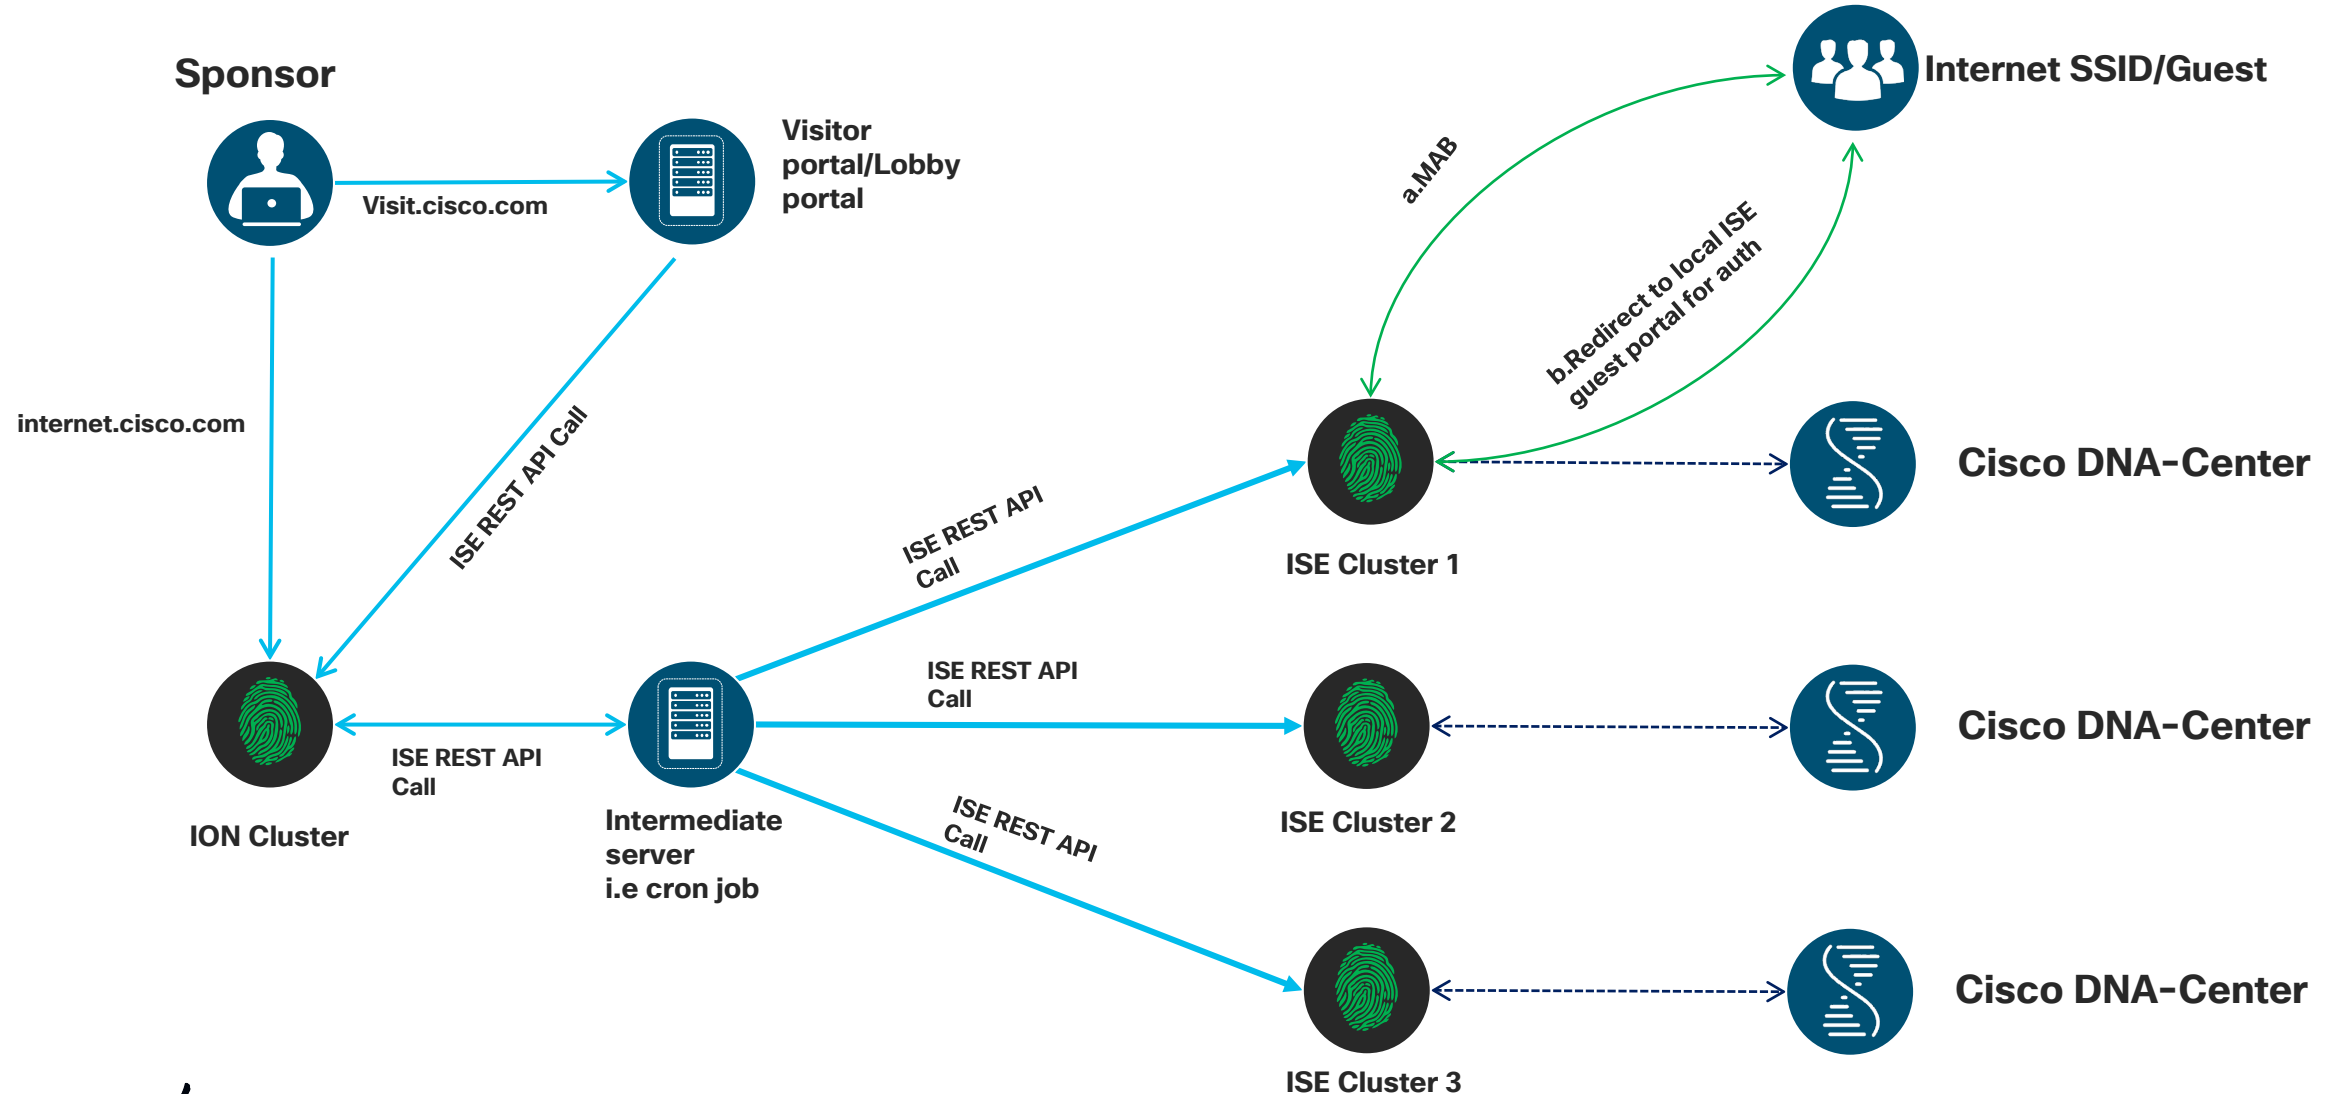 Sponsor
Internet SSID/Guest
Visitor
portal/Lobby
portal
Visit.cisco.com
a.MAB
b.Redirect to local ISE
guest portal for auth
internet.cisco.com
ISE REST API Call
Cisco DNA-Center
ISE REST API
Call
ISE Cluster 1
ISE REST API
Call
Cisco DNA-Center
ISE REST API
Call
ION Cluster
Intermediate
server
i.e cron job
ISE REST API
Call
ISE Cluster 2
Cisco DNA-Center
ISE Cluster 3